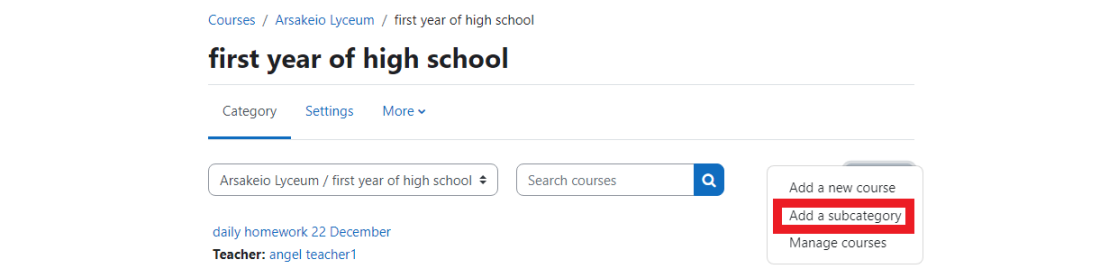 Courses / Arsakeio Lyceum / first year of high school
first year of high school
Category Settings More
Arsakeio Lyceum / first year of high school
Search courses
Add a new course
Add a subcategory
Manage courses
daily homework 22 December
Teacher: angel teacher1